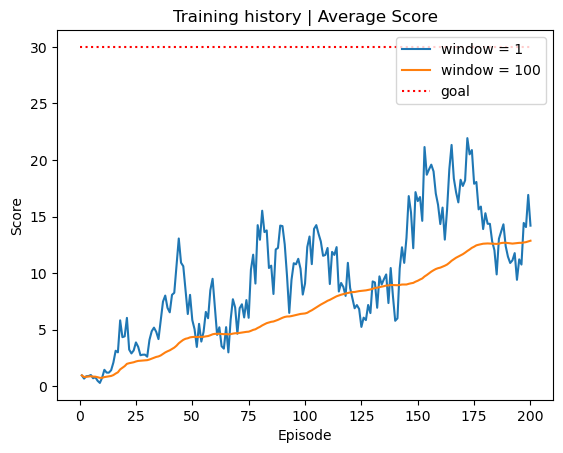 Training history | Average Score
window = 1
window = 100
goal
30
25
20
15
10
5
0
Score
0 25 50 75 100 125 150 175 200
Episode